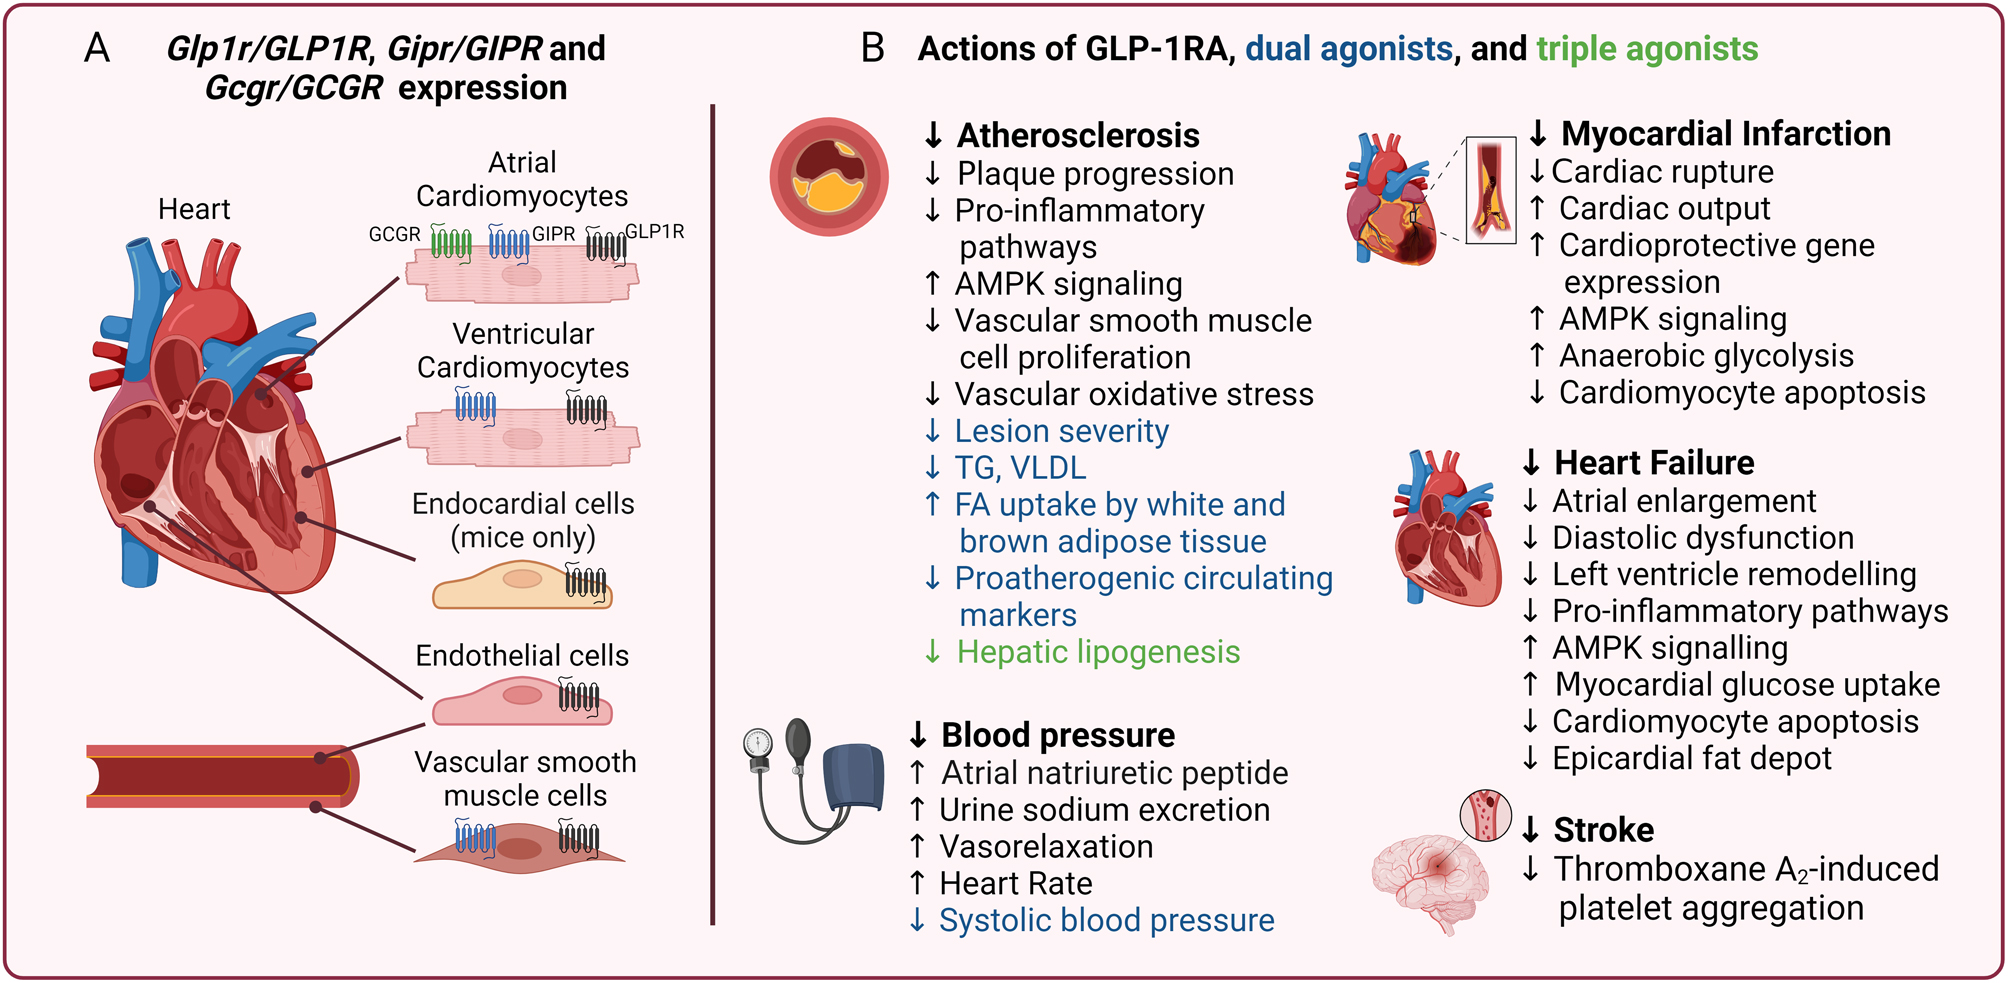 A
Glp1r/GLP1R, Gipr/GIPR and
Gcgr/GCGR expression
Heart
Atrial
Cardiomyocytes
GCGR
GIPR
GLP1R
Ventricular
Cardiomyocytes
Endocardial cells
(mice only)
Endothelial cells
Vascular smooth
muscle cells
B
Actions of GLP-1RA, dual agonists, and triple agonists
↓ Atherosclerosis
↓ Plaque progression
↓ Pro-inflammatory
pathways
↑ AMPK signaling
↓ Vascular smooth muscle
cell proliferation
↓ Vascular oxidative stress
↓ Lesion severity
↓ TG, VLDL
↑ FA uptake by white and
brown adipose tissue
↓ Proatherogenic circulating
markers
↓ Hepatic lipogenesis
↓ Blood pressure
↑ Atrial natriuretic peptide
↑ Urine sodium excretion
↑ Vasorelaxation
↑ Heart Rate
↓ Systolic blood pressure
↓ Myocardial Infarction
↓ Cardiac rupture
↑ Cardiac output
↑ Cardioprotective gene
expression
↑ AMPK signaling
↑ Anaerobic glycolysis
↓ Cardiomyocyte apoptosis
↓ Heart Failure
↓ Atrial enlargement
↓ Diastolic dysfunction
↓ Left ventricle remodelling
↓ Pro-inflammatory pathways
↑ AMPK signalling
↑ Myocardial glucose uptake
↓ Cardiomyocyte apoptosis
↓ Epicardial fat depot
↓ Stroke
↓ Thromboxane A₂-induced
platelet aggregation